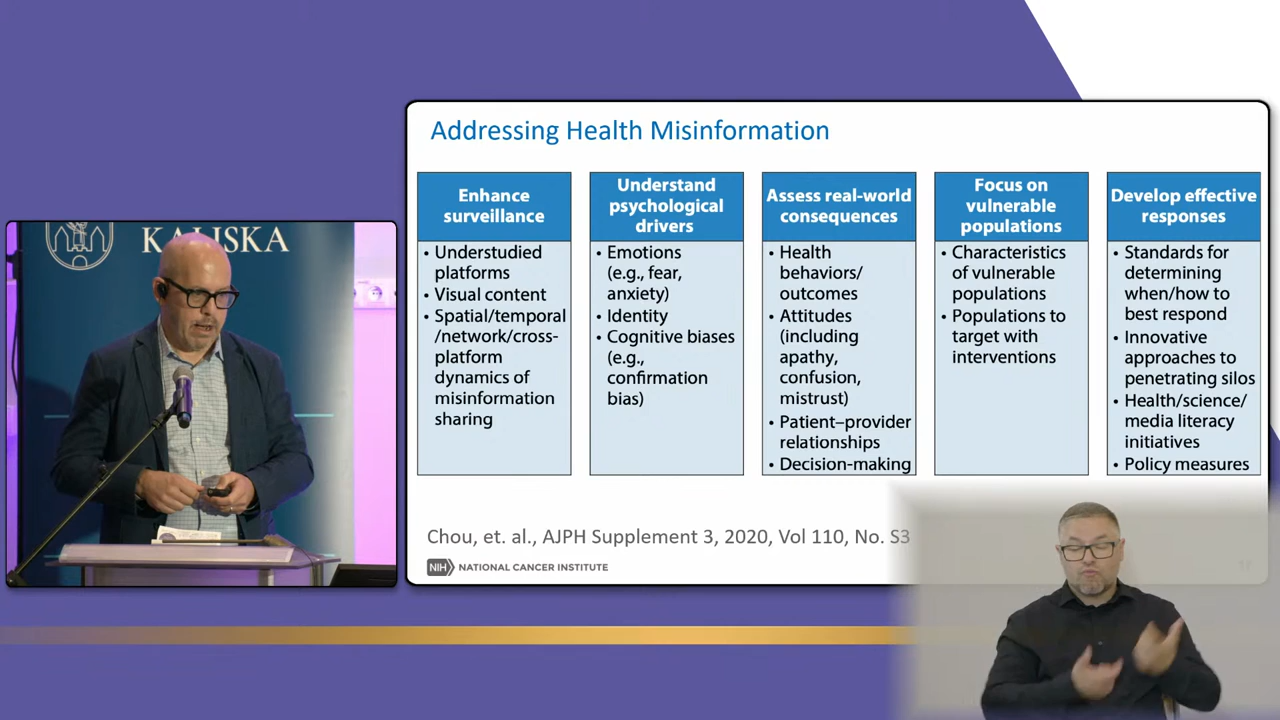 KALISKA
Addressing Health Misinformation
Enhance
surveillance
• Understudied
platforms
• Visual content
• Spatial/temporal
/network/cross-
platform
dynamics of
misinformation
sharing
Understand
psychological
drivers
• Emotions
(e.g., fear,
anxiety)
• Identity
• Cognitive biases
(e.g.,
confirmation
bias)
Assess real-world
consequences
• Health
behaviors/
outcomes
• Attitudes
(including
apathy,
confusion,
mistrust)
• Patient–provider
relationships
• Decision-making
Focus on
vulnerable
populations
• Characteristics
of vulnerable
populations
• Populations to
target with
interventions
Develop effective
responses
• Standards for
determining
when/how to
best respond
• Innovative
approaches to
penetrating silos
• Health/science/
media literacy
initiatives
• Policy measures
Chou, et. al., AJPH Supplement 3, 2020, Vol 110, No. S3
NIH NATIONAL CANCER INSTITUTE